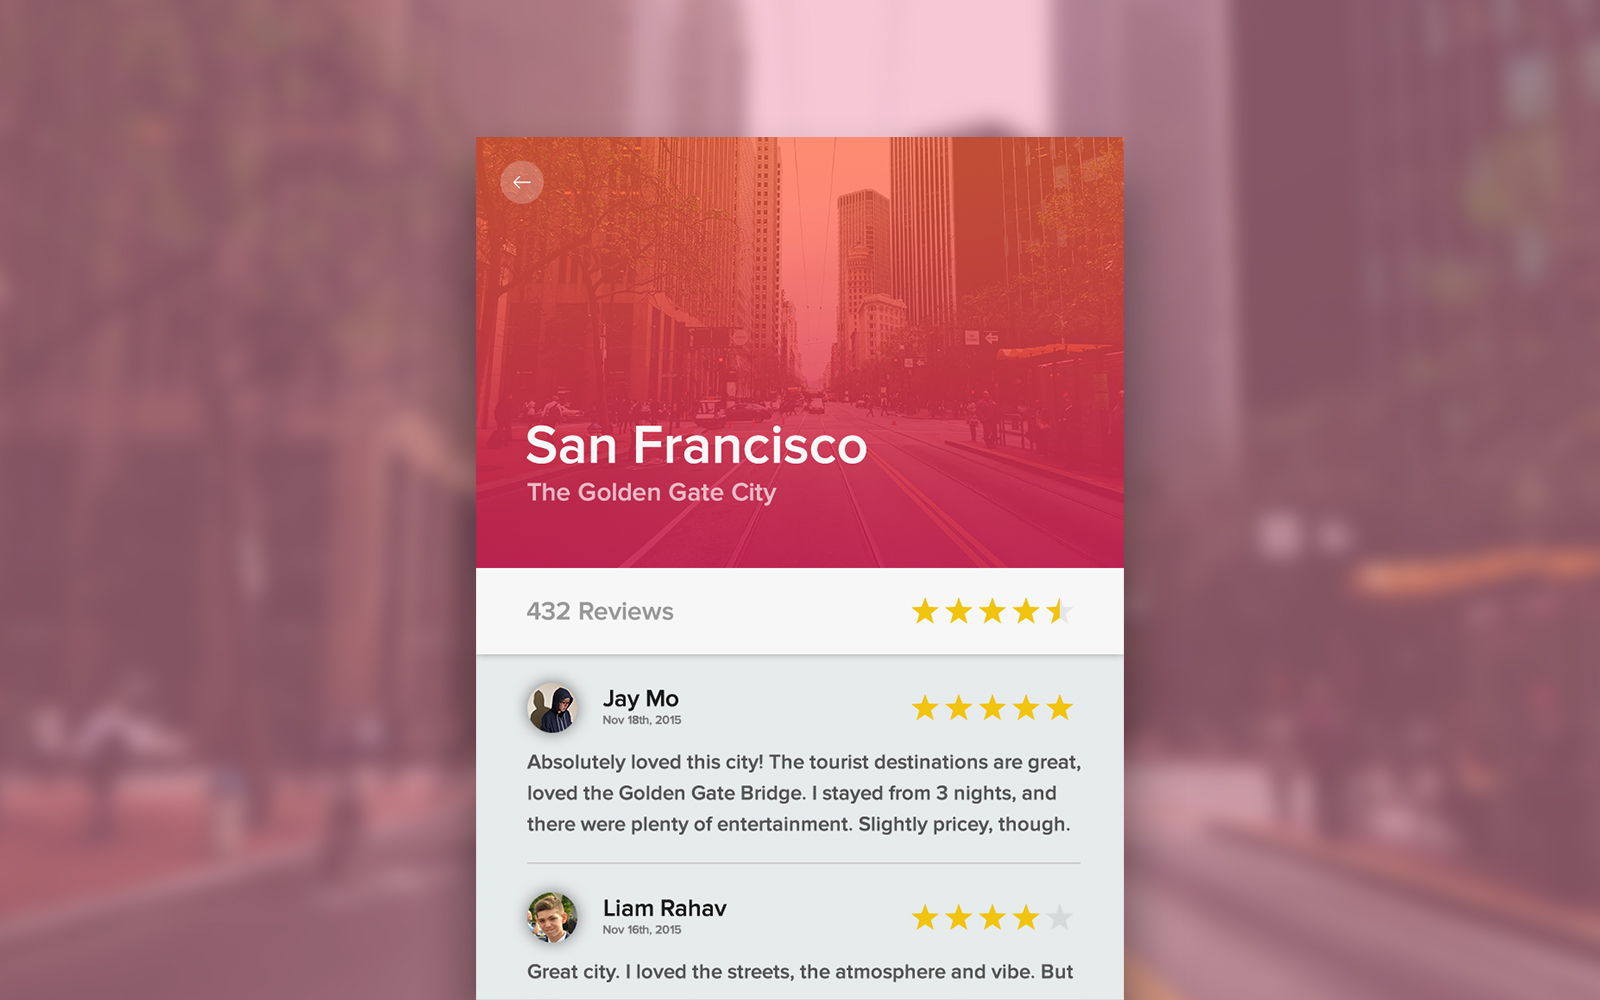 San Francisco
The Golden Gate City
432 Reviews
Jay Mo
Nov 18th, 2015
Absolutely loved this city! The tourist destinations are great,
loved the Golden Gate Bridge. I stayed from 3 nights, and
there were plenty of entertainment. Slightly pricey, though.
Liam Rahav
Nov 16th, 2015
Great city. I loved the streets, the atmosphere and vibe. But